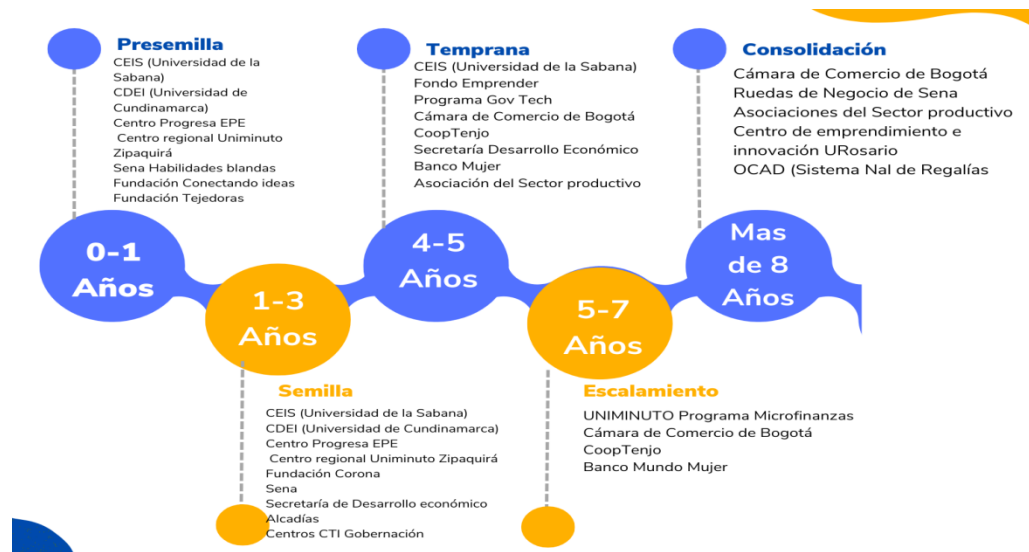 Presemilla
CEIS (Universidad de la
Sabana)
CDEI (Universidad de
Cundinamarca)
Centro Progresa EPE
Centro regional Uniminuto
Zipaquirá
Sena Habilidades blandas
Fundación Conectando ideas
Fundación Tejedoras
Temprana
CEIS (Universidad de la Sabana)
Fondo Emprender
Programa Gov Tech
Cámara de Comercio de Bogotá
CoopTenjo
Secretaría Desarrollo Económico
Banco Mujer
Asociación del Sector productivo
Consolidación
Cámara de Comercio de Bogotá
Ruedas de Negocio de Sena
Asociaciones del Sector productivo
Centro de emprendimiento e
innovación URosario
OCAD (Sistema Nal de Regalías
0-1
Años
1-3
Años
4-5
Años
5-7
Años
Mas
de 8
Años
Semilla
CEIS (Universidad de la Sabana)
CDEI (Universidad de Cundinamarca)
Centro Progresa EPE
Centro regional Uniminuto Zipaquirá
Fundación Corona
Sena
Secretaría de Desarrollo económico
Alcadías
Centros CTI Gobernación
Escalamiento
UNIMINUTO Programa Microfinanzas
Cámara de Comercio de Bogotá
CoopTenjo
Banco Mundo Mujer